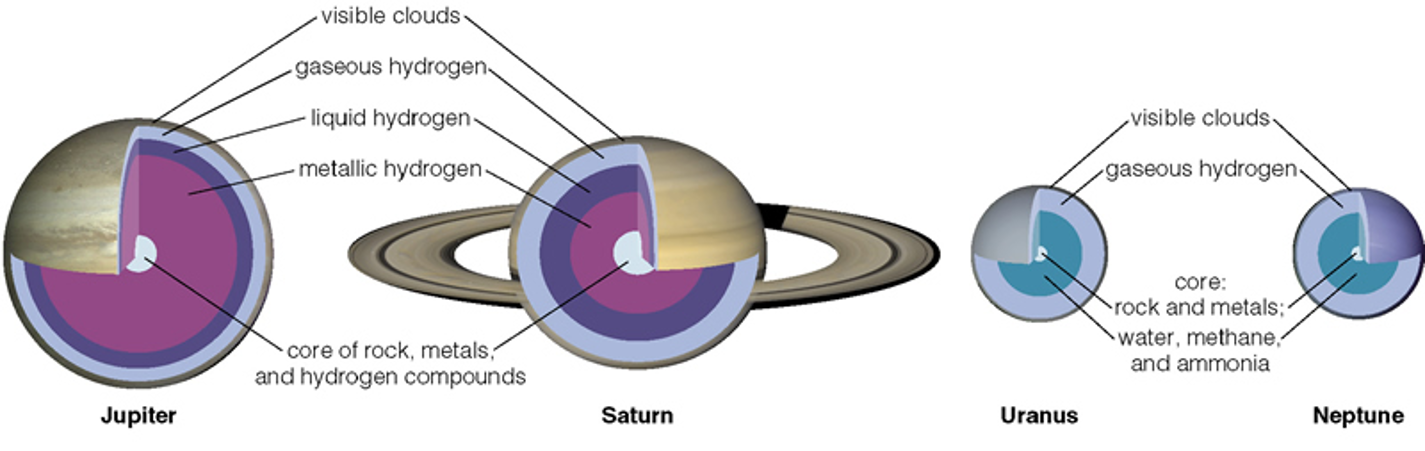 visible clouds
gaseous hydrogen
liquid hydrogen
metallic hydrogen
core of rock, metals,
and hydrogen compounds
visible clouds
gaseous hydrogen
core:
rock and metals;
water, methane,
and ammonia
Jupiter
Saturn
Uranus
Neptune